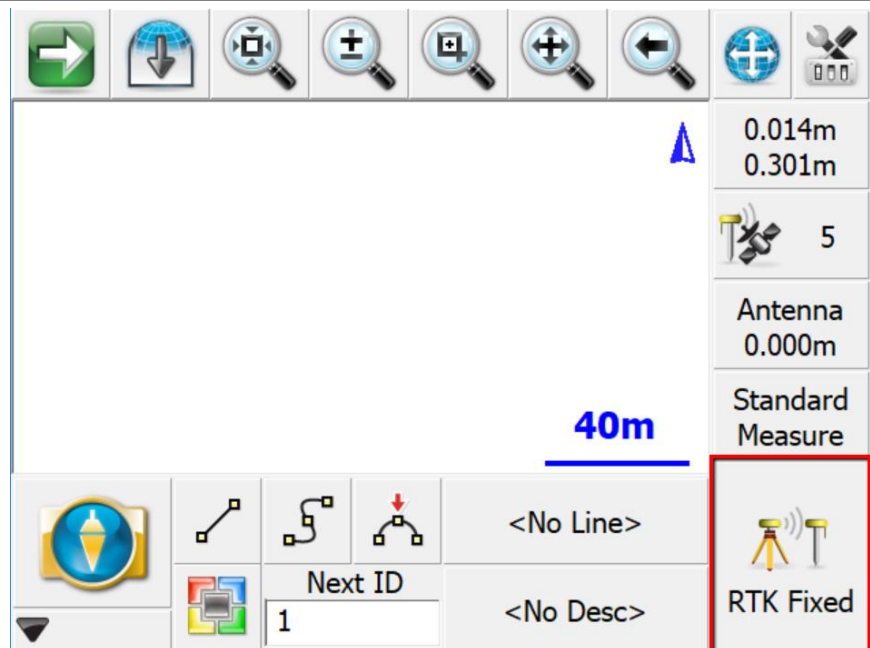 0.014m
0.301m
5
Antenna
0.000m
Standard
Measure
40m
<No Line>
Next ID
1
<No Desc>
RTK Fixed